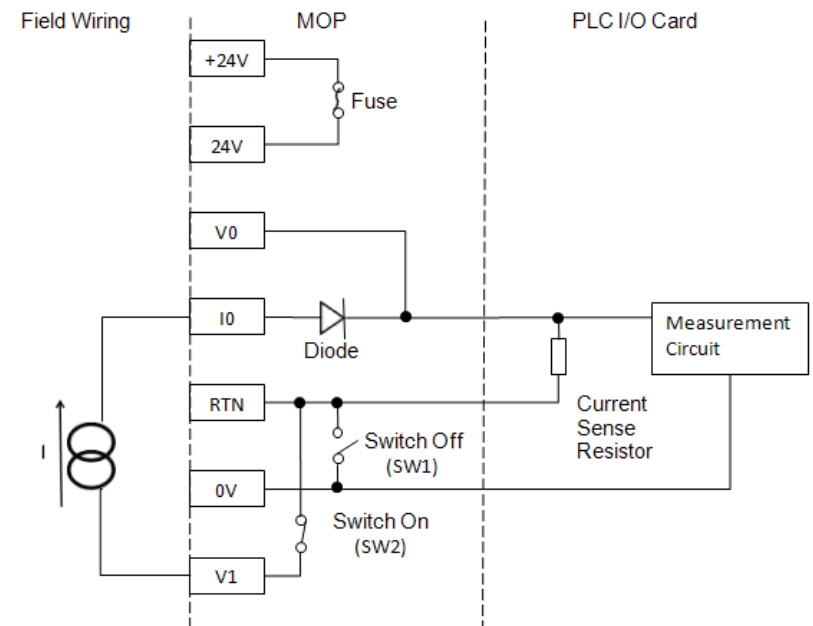 Field Wiring
MOP
PLC I/O Card
+24V
Fuse
24V
V0
I0
Diode
Measurement
Circuit
RTN
Current
Sense
Resistor
I
Switch Off
(SW1)
0V
Switch On
(SW2)
V1